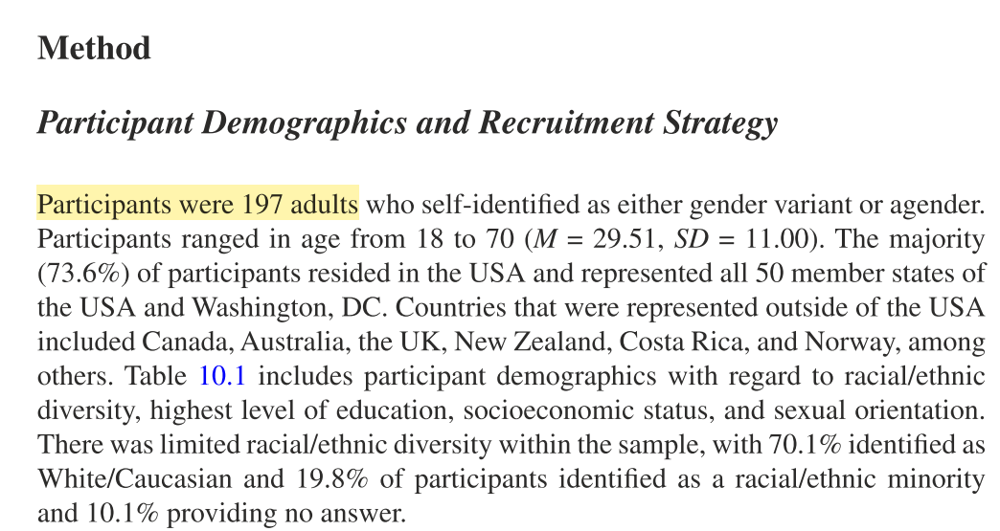 Method
Participant Demographics and Recruitment Strategy
Participants were 197 adults who self-identified as either gender variant or agender.
Participants ranged in age from 18 to 70 (M = 29.51, SD = 11.00). The majority
(73.6%) of participants resided in the USA and represented all 50 member states of
the USA and Washington, DC. Countries that were represented outside of the USA
included Canada, Australia, the UK, New Zealand, Costa Rica, and Norway, among
others. Table 10.1 includes participant demographics with regard to racial/ethnic
diversity, highest level of education, socioeconomic status, and sexual orientation.
There was limited racial/ethnic diversity within the sample, with 70.1% identified as
White/Caucasian and 19.8% of participants identified as a racial/ethnic minority
and 10.1% providing no answer.